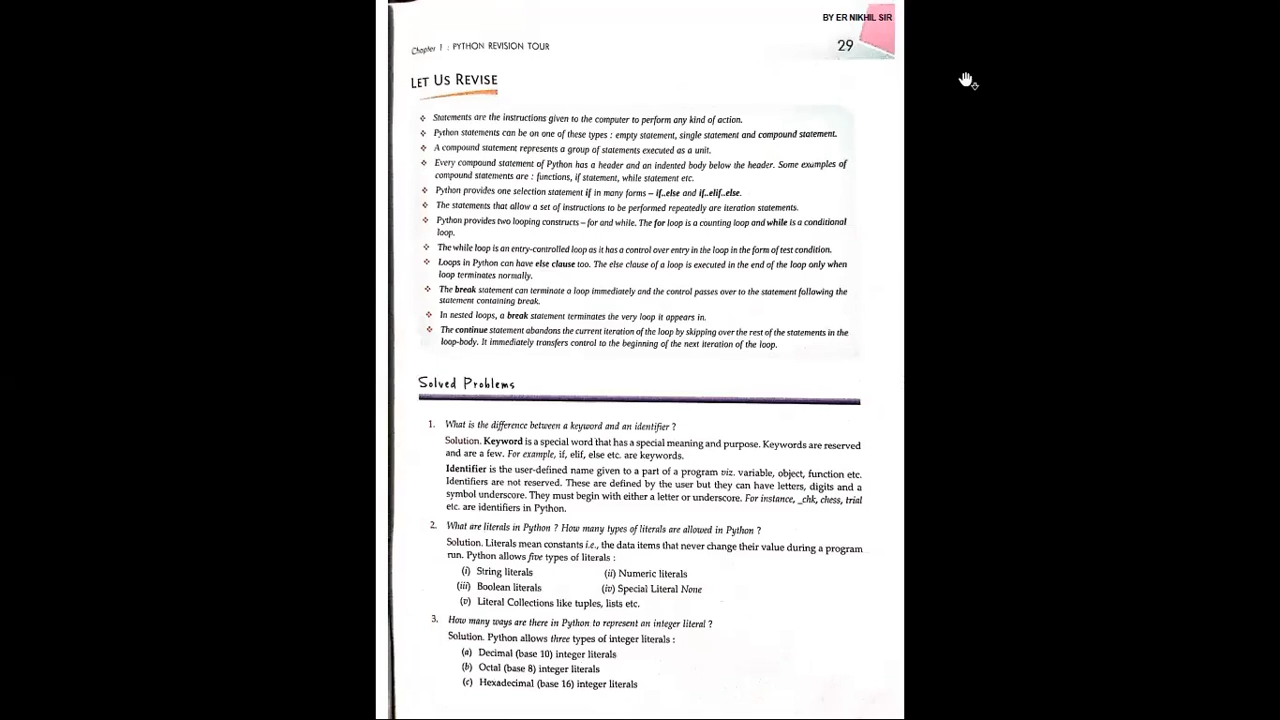 BY ER NIKHIL SIR
Chapter 1 : PYTHON REVISION TOUR
29
LET US REVISE
❖ Statements are the instructions given to the computer to perform any kind of action.
❖ Python statements can be on one of these types : empty statement, single statement and compound statement.
❖ A compound statement represents a group of statements executed as a unit.
❖ Every compound statement of Python has a header and an indented body below the header. Some examples of
compound statements are : functions, if statement, while statement etc.
❖ Python provides one selection statement if in many forms – if..else and if..elif..else.
❖ The statements that allow a set of instructions to be performed repeatedly are iteration statements.
❖ Python provides two looping constructs – for and while. The for loop is a counting loop and while is a conditional
loop.
❖ The while loop is an entry-controlled loop as it has a control over entry in the loop in the form of test condition.
❖ Loops in Python can have else clause too. The else clause of a loop is executed in the end of the loop only when
loop terminates normally.
❖ The break statement can terminate a loop immediately and the control passes over to the statement following the
statement containing break.
❖ In nested loops, a break statement terminates the very loop it appears in.
❖ The continue statement abandons the current iteration of the loop by skipping over the rest of the statements in the
loop-body. It immediately transfers control to the beginning of the next iteration of the loop.
Solved Problems
1. What is the difference between a keyword and an identifier ?
Solution. Keyword is a special word that has a special meaning and purpose. Keywords are reserved
and are a few. For example, if, elif, else etc. are keywords.
Identifier is the user-defined name given to a part of a program viz. variable, object, function etc.
Identifiers are not reserved. These are defined by the user but they can have letters, digits and a
symbol underscore. They must begin with either a letter or underscore. For instance, _chk, chess, trial
etc. are identifiers in Python.
2. What are literals in Python ? How many types of literals are allowed in Python ?
Solution. Literals mean constants i.e., the data items that never change their value during a program
run. Python allows five types of literals :
(i) String literals (ii) Numeric literals
(iii) Boolean literals (iv) Special Literal None
(v) Literal Collections like tuples, lists etc.
3. How many ways are there in Python to represent an integer literal ?
Solution. Python allows three types of integer literals :
(a) Decimal (base 10) integer literals
(b) Octal (base 8) integer literals
(c) Hexadecimal (base 16) integer literals